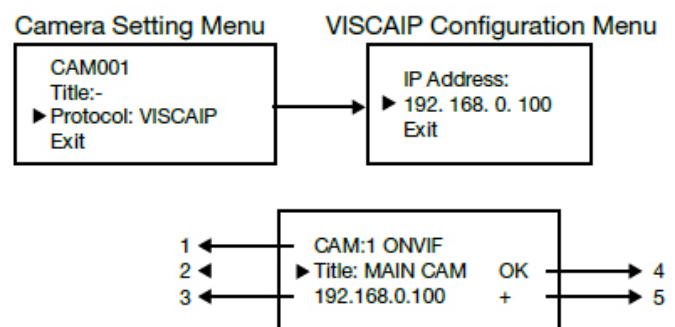 Camera Setting Menu
VISCAIP Configuration Menu
CAM001
Title:-
Protocol: VISCAIP
Exit
IP Address:
192. 168. 0. 100
Exit
1 CAM:1 ONVIF
2 Title: MAIN CAM OK 4
3 192.168.0.100 + 5